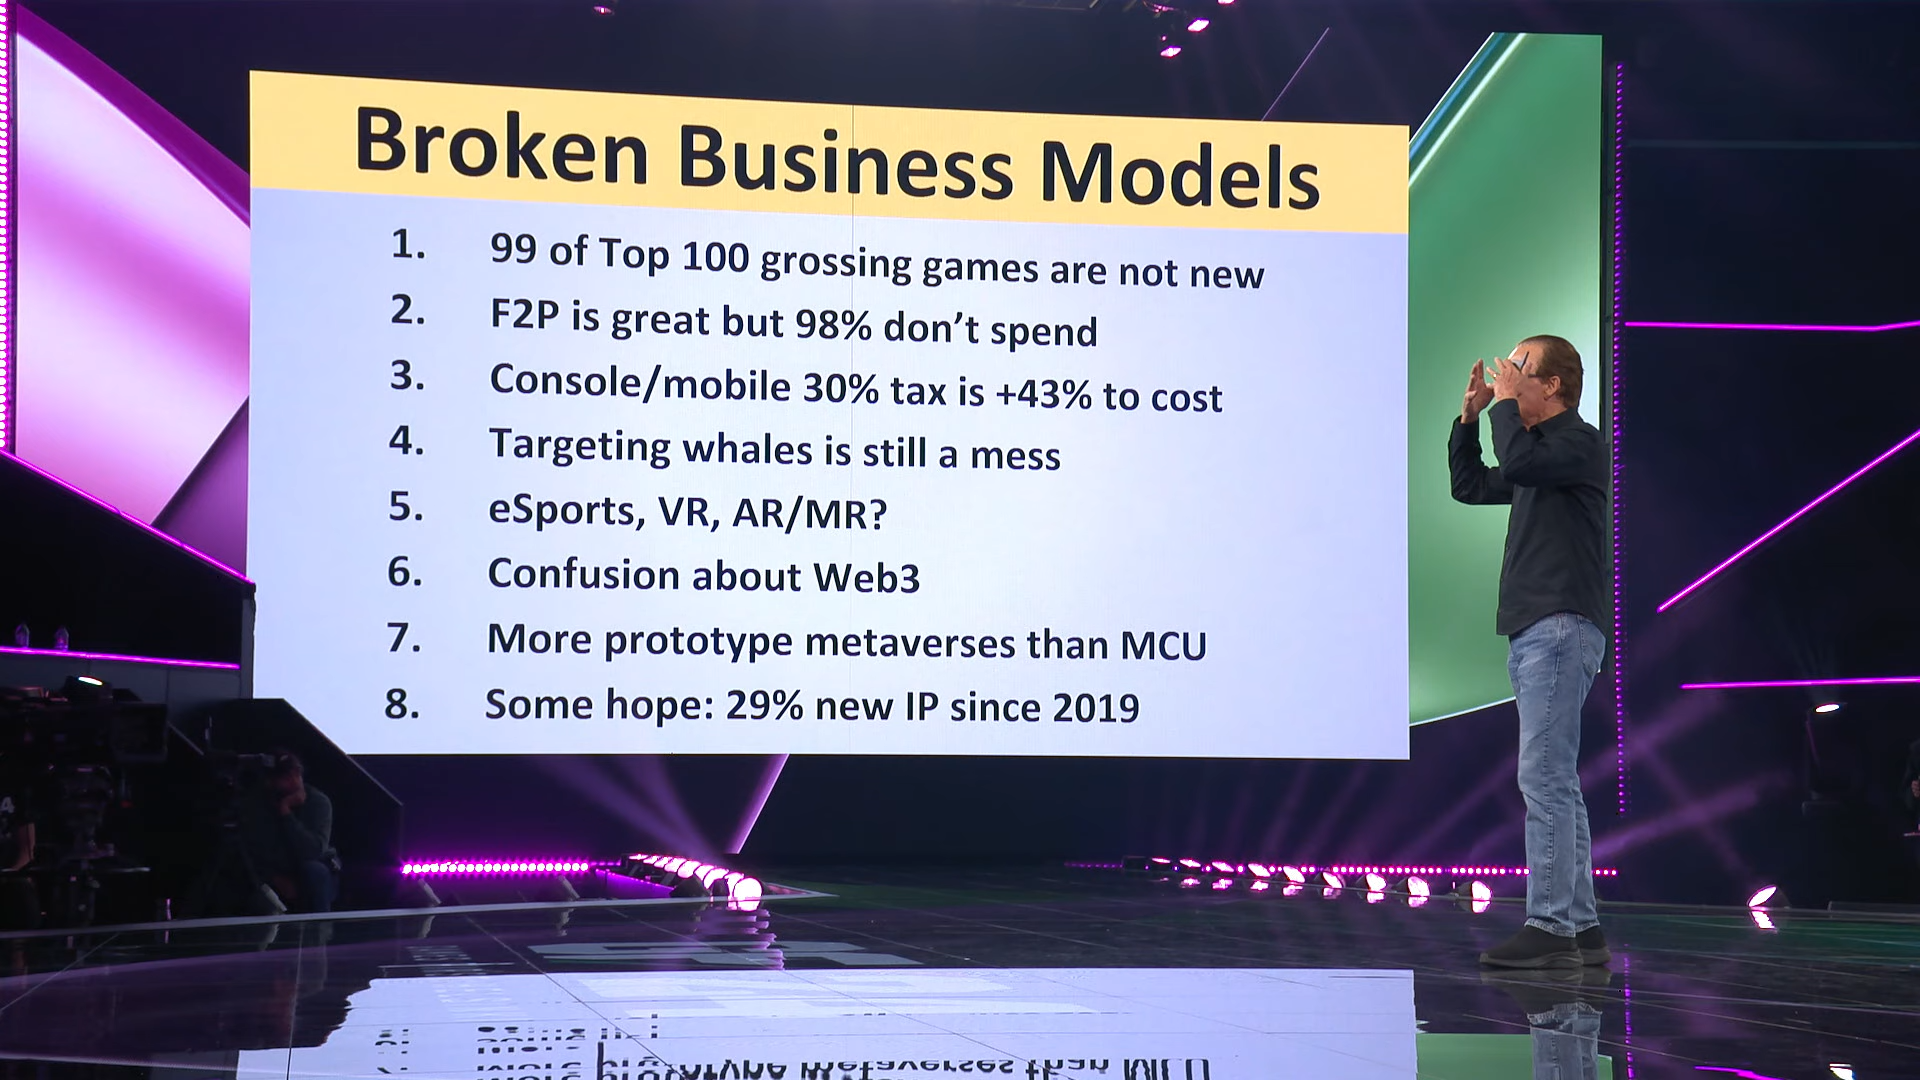 Broken Business Models
1. 99 of Top 100 grossing games are not new
2. F2P is great but 98% don’t spend
3. Console/mobile 30% tax is +43% to cost
4. Targeting whales is still a mess
5. eSports, VR, AR/MR?
6. Confusion about Web3
7. More prototype metaverses than MCU
8. Some hope: 29% new IP since 2019